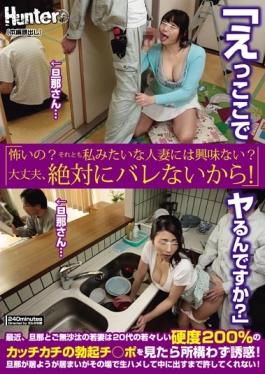 Hunter
(中嶋興出し)
「えっここで
ヤるんですか?」
←旦那さん…
怖いの?それとも私みたいな人妻には興味ない?
大丈夫、絶対にバレないから!
←旦那さん…
240minutes
最近、旦那とご無沙汰の若妻は20代の若々しい硬度200%の
カッチカチの勃起チ○ポを見たら所構わず誘惑!
旦那が居ようが居まいがその場で生ハメして中に出すまで許してくれない!